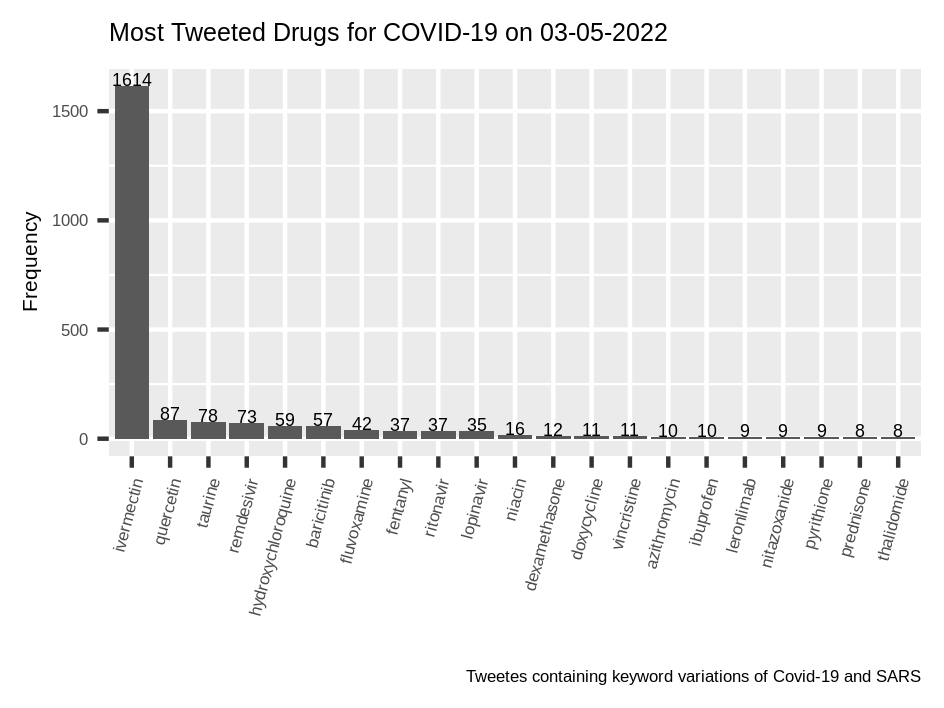 Most Tweeted Drugs for COVID-19 on 03-05-2022
Frequency
1500
1000
500
0
1614
87
78
73
59
57
42
37
37
35
16
12
11
11
10
10
9
9
9
8
8
ivermectin
quercetin
taurine
remdesivir
hydroxychloroquine
baricitinib
fluvoxamine
fentanyl
ritonavir
lopinavir
niacin
dexamethasone
doxycycline
vincristine
azithromycin
ibuprofen
leronlimab
nitazoxanide
pyrithione
prednisone
thalidomide
Tweetes containing keyword variations of Covid-19 and SARS